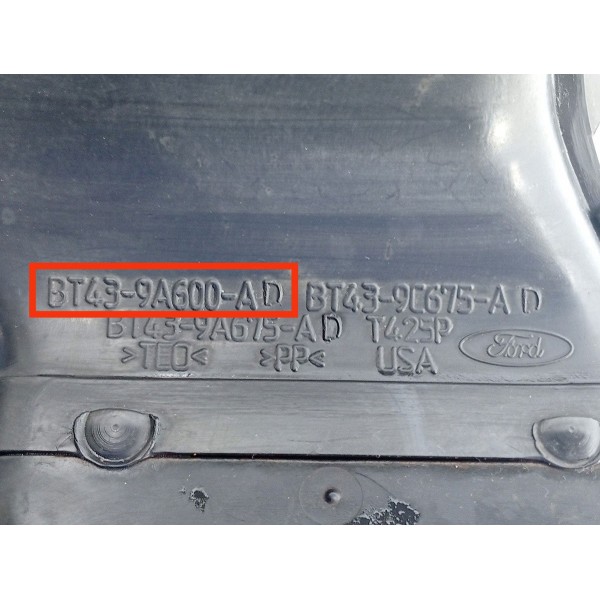 BT43-9A600-AD BT43-9C675-AD
BT43-9A675-AD T425P
>TEO< >PP< USA Ford